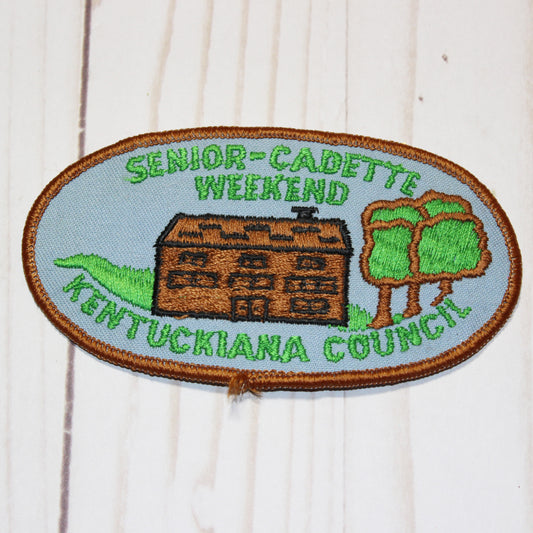 SENIOR-CADETTE
WEEKEND
KENTUCKIANA COUNCIL